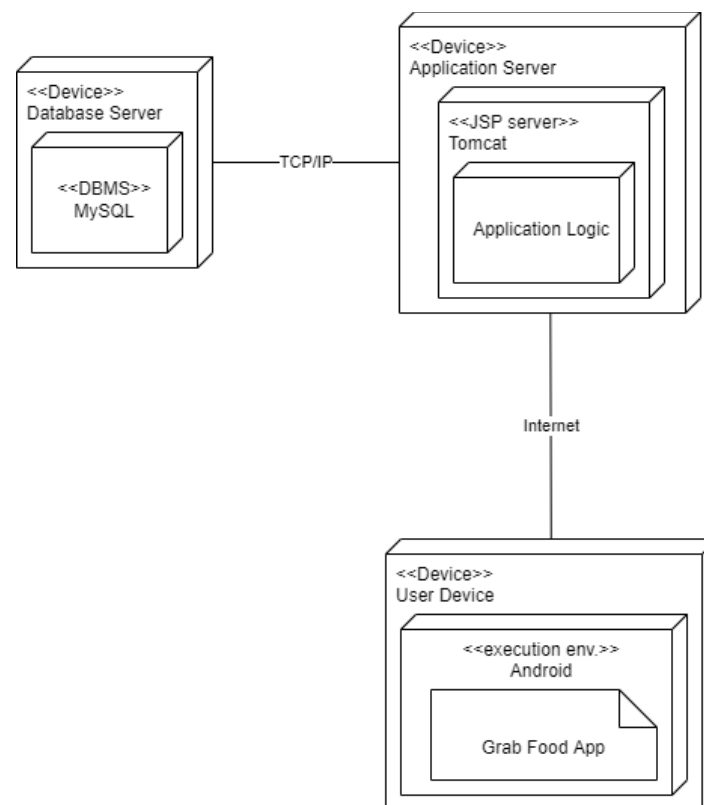 <<Device>>
Application Server
<<JSP server>>
Tomcat
Application Logic
<<Device>>
Database Server
<<DBMS>>
MySQL
TCP/IP
Internet
<<Device>>
User Device
<<execution env.>>
Android
Grab Food App